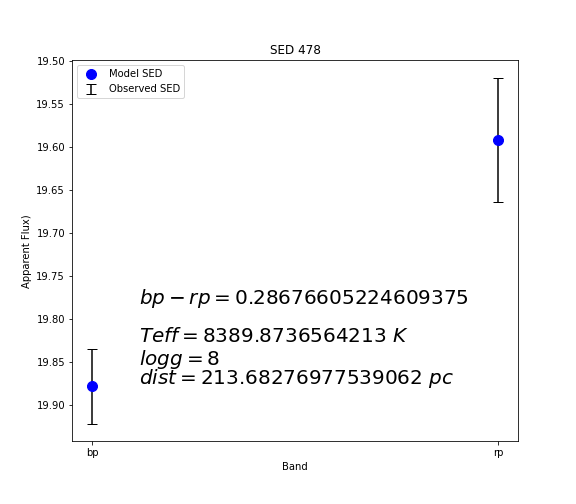 SED 478
19.50
Model SED
Observed SED
19.55
19.60
19.65
19.70
19.75
19.80
19.85
19.90
Apparent Flux)
bp − rp = 0.28676605224609375
Teff = 8389.8736564213 K
logg = 8
dist = 213.68276977539062 pc
bp
rp
Band